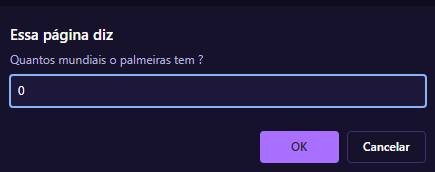 Essa página diz
Quantos mundiais o palmeiras tem ?
0
OK
Cancelar